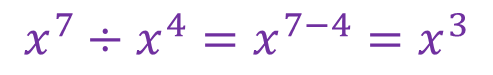 x⁷ ÷ x⁴ = x⁷⁻⁴ = x³